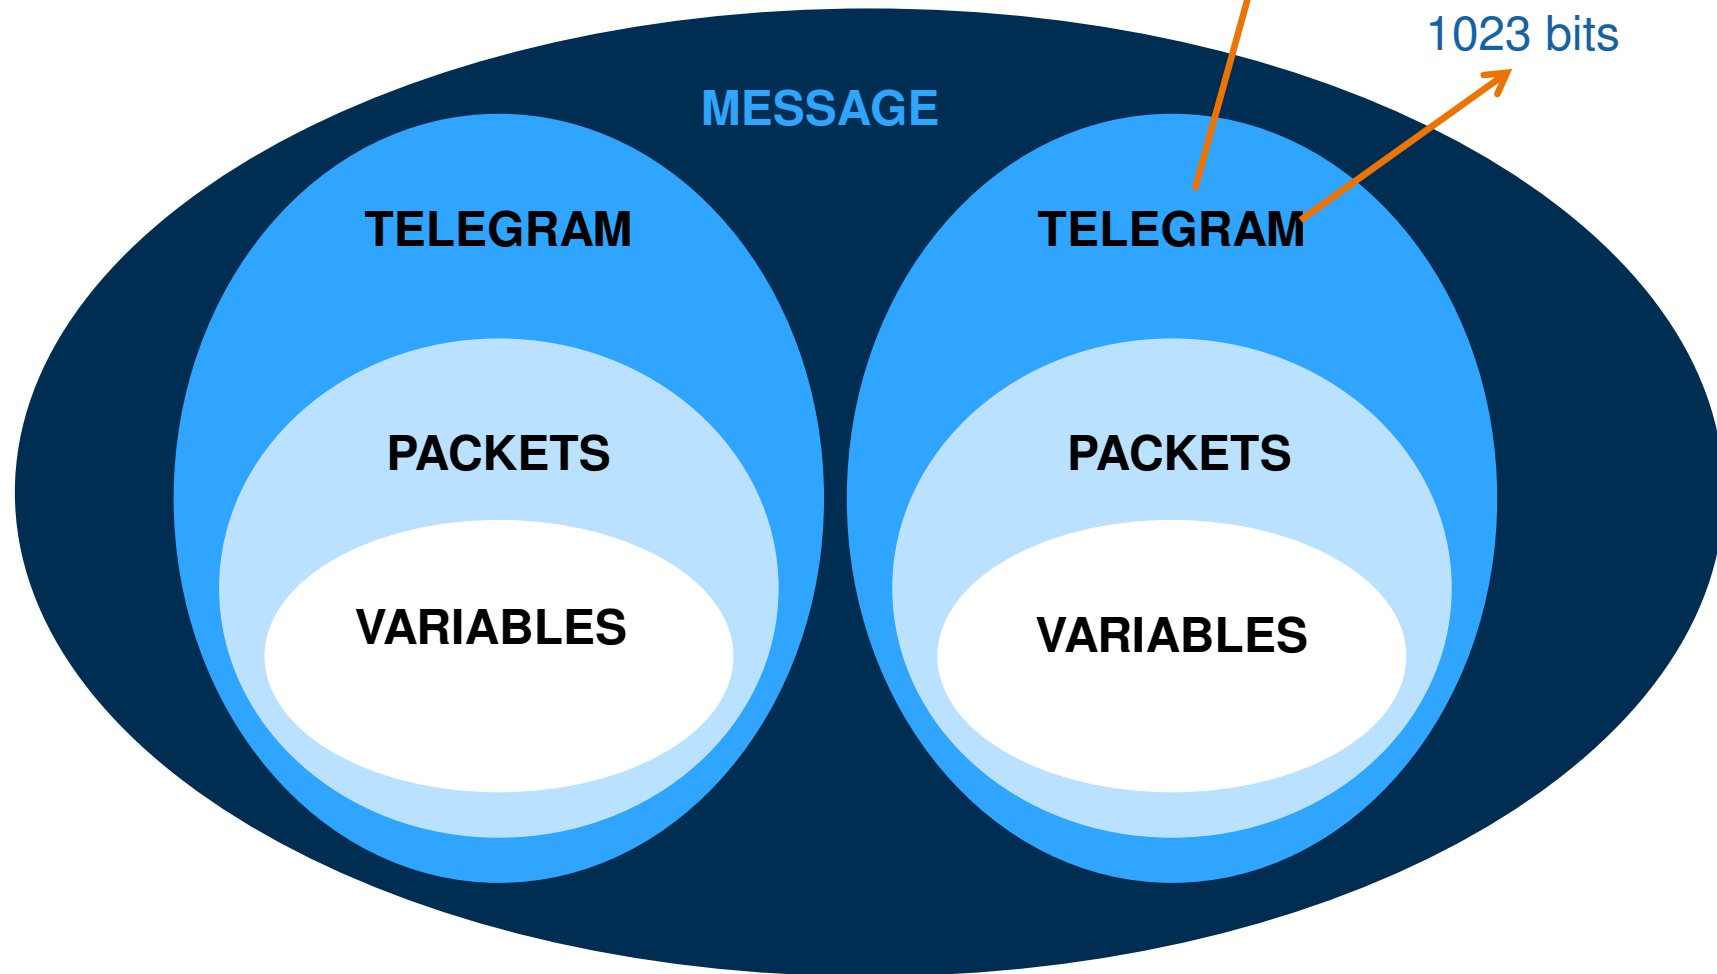 1023 bits
MESSAGE
TELEGRAM
TELEGRAM
PACKETS
PACKETS
VARIABLES
VARIABLES